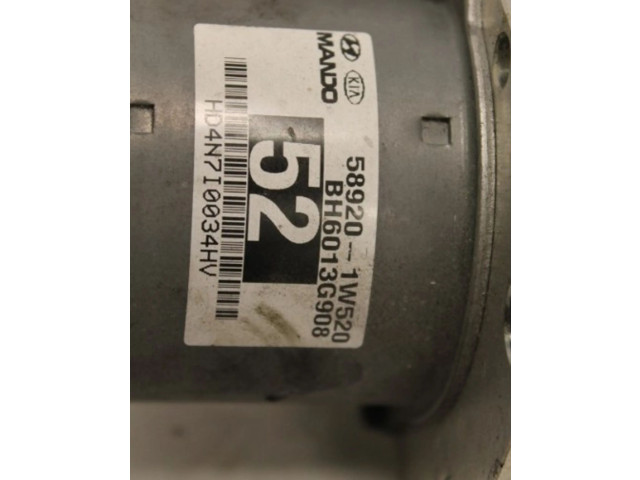 KIA
MANDO
58920--1W520
BH6013G908
52
HD4N7I0034HV